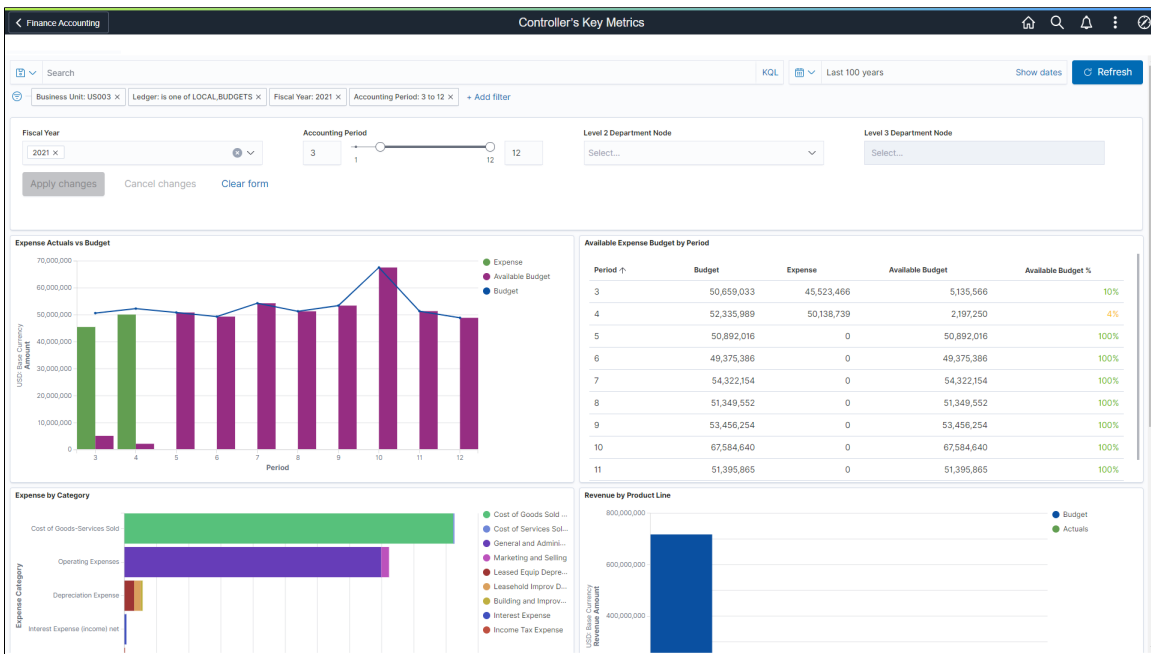 Finance Accounting
Controller's Key Metrics
Search
KQL
Last 100 years
Show dates
Refresh
Business Unit: US003 ×
Ledger: is one of LOCAL,BUDGETS ×
Fiscal Year: 2021 ×
Accounting Period: 3 to 12 ×
+ Add filter
Fiscal Year
Accounting Period
Level 2 Department Node
Level 3 Department Node
2021 ×
3
1
12
12
Select...
Select...
Apply changes
Cancel changes
Clear form
Expense Actuals vs Budget
70,000,000
60,000,000
50,000,000
40,000,000
30,000,000
20,000,000
10,000,000
0
USD: Base Currency
Amount
3 4 5 6 7 8 9 10 11 12
Period
Expense
Available Budget
Budget
Available Expense Budget by Period
Period ↑ Budget Expense Available Budget Available Budget %
3 50,659,033 45,523,466 5,135,566 10%
4 52,335,989 50,138,739 2,197,250 4%
5 50,892,016 0 50,892,016 100%
6 49,375,386 0 49,375,386 100%
7 54,322,154 0 54,322,154 100%
8 51,349,552 0 51,349,552 100%
9 53,456,254 0 53,456,254 100%
10 67,584,640 0 67,584,640 100%
11 51,395,865 0 51,395,865 100%
Expense by Category
Expense Category
Cost of Goods-Services Sold
Operating Expenses
Depreciation Expense
Interest Expense (Income) net
Cost of Goods Sold ...
Cost of Services Sol...
General and Admini...
Marketing and Selling
Leased Equip Depre...
Leasehold Improv D...
Building and Improv...
Interest Expense
Income Tax Expense
Revenue by Product Line
800,000,000
600,000,000
400,000,000
USD: Base Currency
Revenue Amount
Budget
Actuals